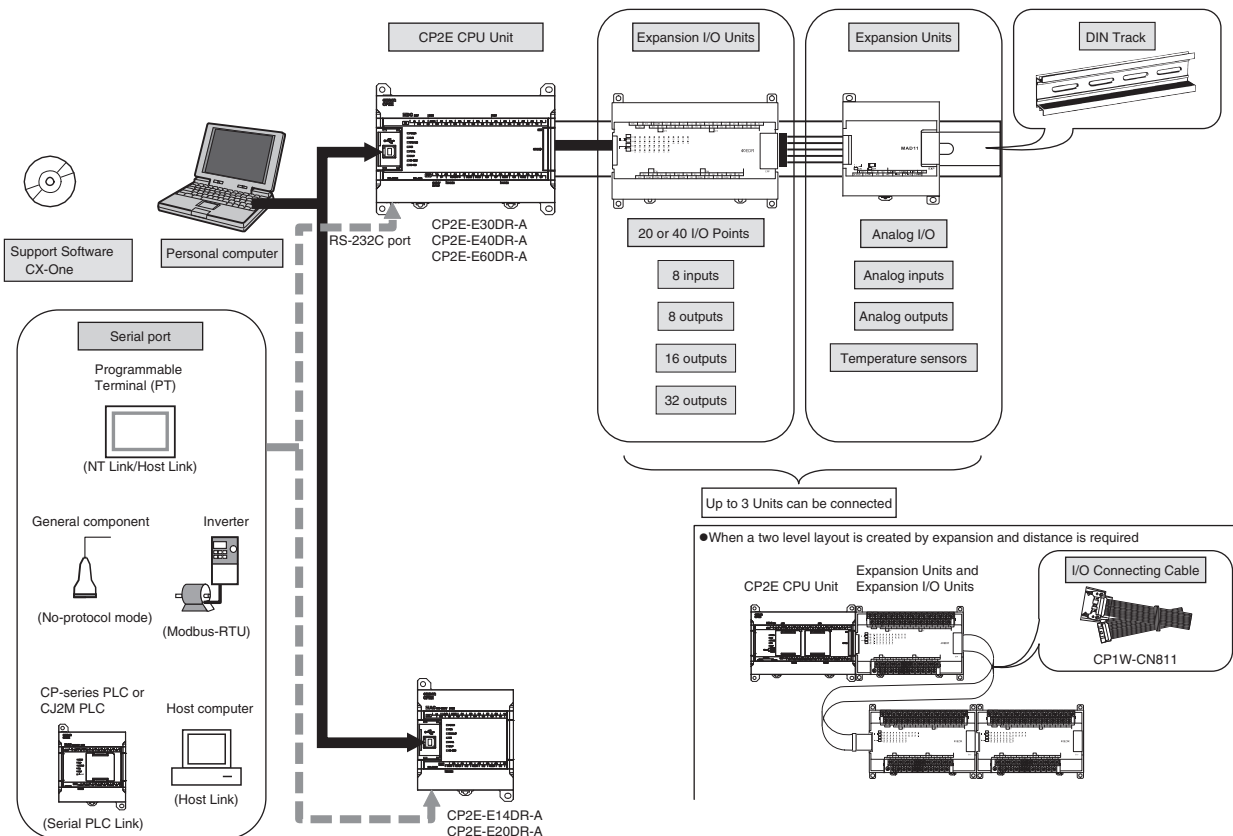 CP2E CPU Unit
Expansion I/O Units
Expansion Units
DIN Track
MAD11
RS-232C port
CP2E-E30DR-A
CP2E-E40DR-A
CP2E-E60DR-A
Support Software
CX-One
Personal computer
20 or 40 I/O Points
8 inputs
8 outputs
16 outputs
32 outputs
Analog I/O
Analog inputs
Analog outputs
Temperature sensors
Serial port
Programmable
Terminal (PT)
(NT Link/Host Link)
General component
Inverter
(No-protocol mode)
(Modbus-RTU)
CP-series PLC or
CJ2M PLC
Host computer
(Host Link)
(Serial PLC Link)
CP2E-E14DR-A
CP2E-E20DR-A
Up to 3 Units can be connected
●When a two level layout is created by expansion and distance is required
CP2E CPU Unit
Expansion Units and
Expansion I/O Units
I/O Connecting Cable
CP1W-CN811